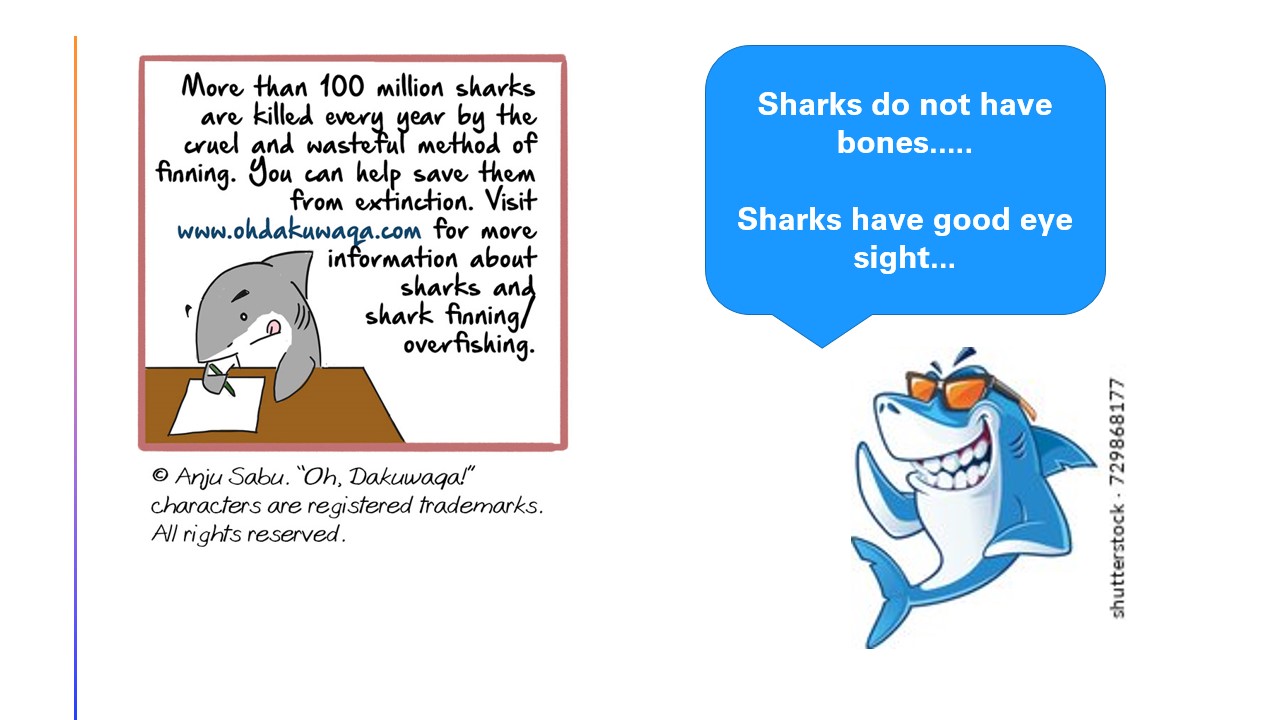 More than 100 million sharks
are killed every year by the
cruel and wasteful method of
finning. You can help save them
from extinction. Visit
www.ohdakuwaqa.com for more
information about
sharks and
shark finning/
overfishing.
© Anju Sabu. "Oh, Dakuwaqa!"
characters are registered trademarks.
All rights reserved.
Sharks do not have
bones.....
Sharks have good eye
sight...
shutterstock · 729868177